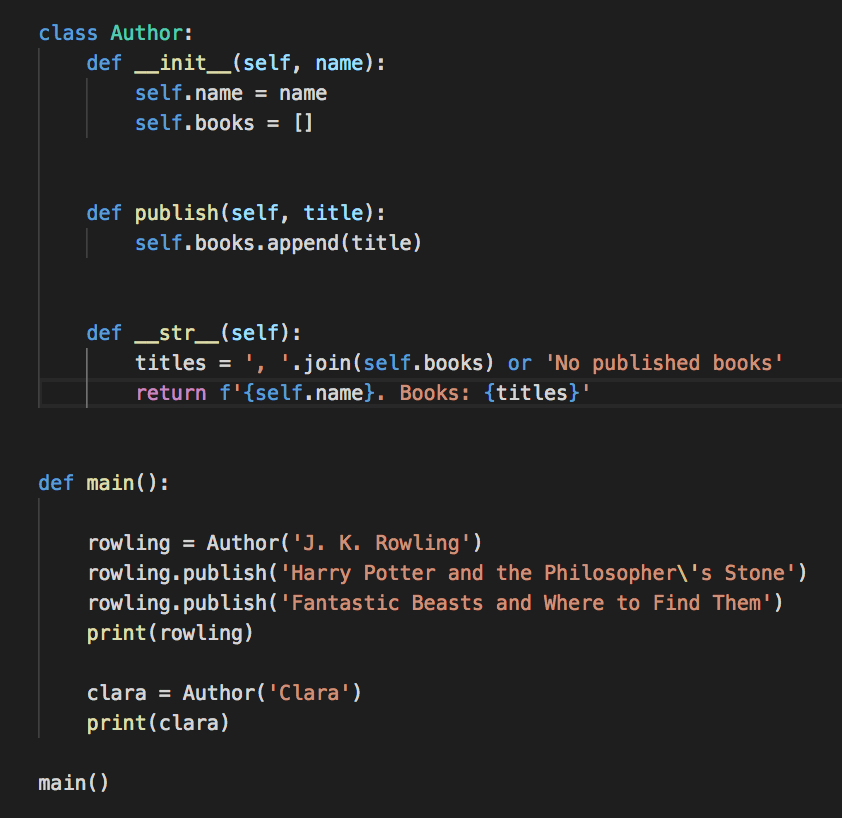 class Author:
    def __init__(self, name):
        self.name = name
        self.books = []
    def publish(self, title):
        self.books.append(title)
    def __str__(self):
        titles = ', '.join(self.books) or 'No published books'
        return f'{self.name}. Books: {titles}'
def main():
    rowling = Author('J. K. Rowling')
    rowling.publish('Harry Potter and the Philosopher\'s Stone')
    rowling.publish('Fantastic Beasts and Where to Find Them')
    print(rowling)
    clara = Author('Clara')
    print(clara)
main()